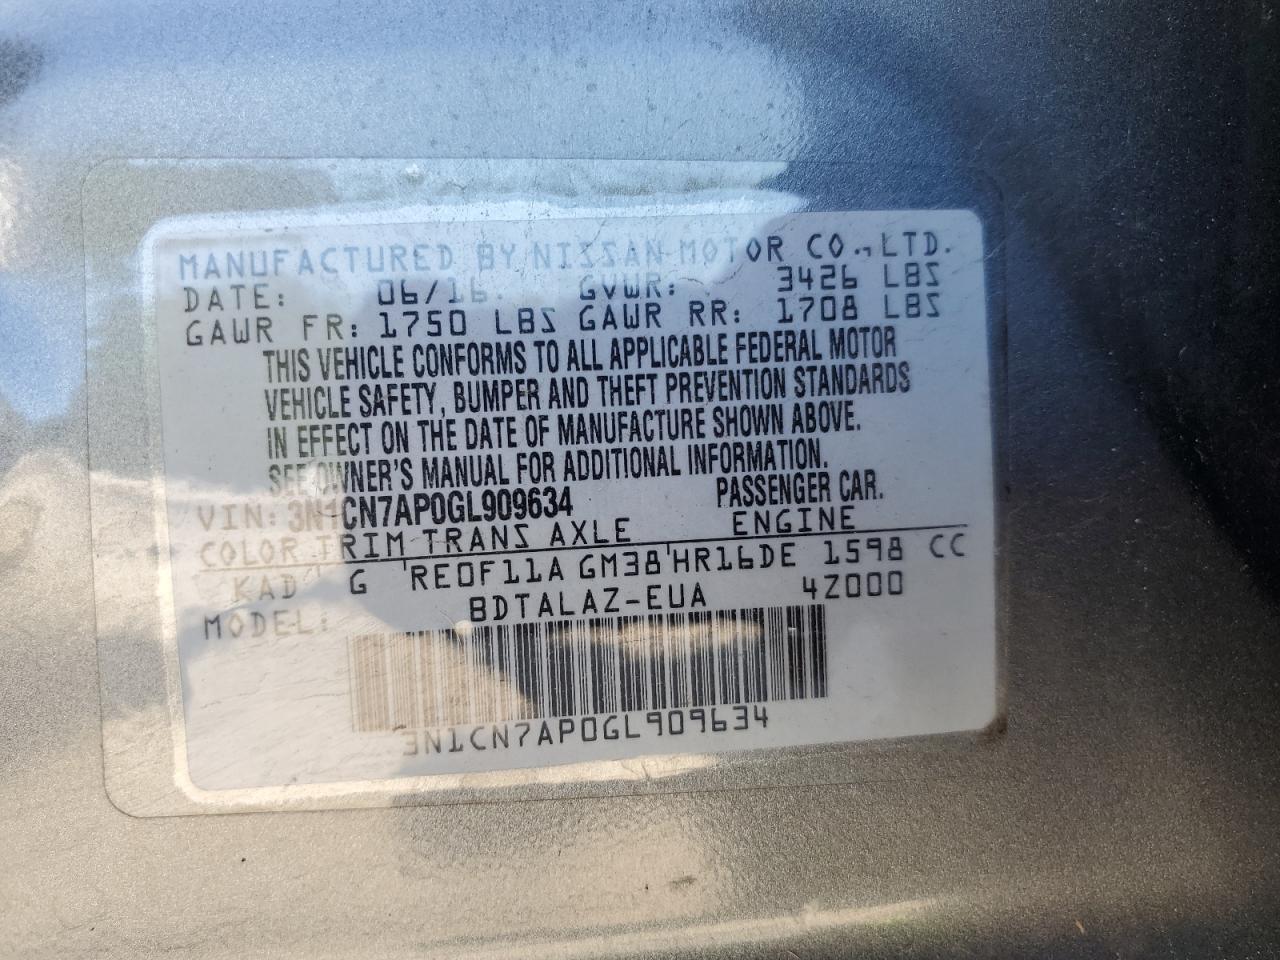 MANUFACTURED BY NISSAN MOTOR CO., LTD.
DATE: 06/16 GVWR: 3426 LBS
GAWR FR: 1750 LBS GAWR RR: 1708 LBS
THIS VEHICLE CONFORMS TO ALL APPLICABLE FEDERAL MOTOR
VEHICLE SAFETY, BUMPER AND THEFT PREVENTION STANDARDS
IN EFFECT ON THE DATE OF MANUFACTURE SHOWN ABOVE.
SEE OWNER'S MANUAL FOR ADDITIONAL INFORMATION.
VIN: 3N1CN7AP0GL909634 PASSENGER CAR.
COLOR TRIM TRANS AXLE ENGINE
KAD G RE0F11A GM38 HR16DE 1598 CC
MODEL: BDTALAZ-EUA 4Z000
3N1CN7AP0GL909634